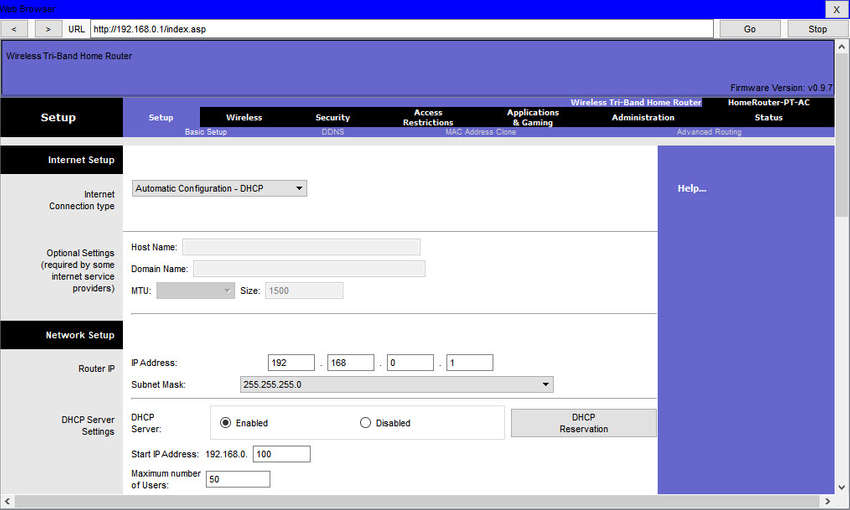 Web Browser X
< > URL http://192.168.0.1/index.asp Go Stop
Wireless Tri-Band Home Router
Firmware Version: v0.9.7
Wireless Tri-Band Home Router HomeRouter-PT-AC
Setup
Setup Wireless Security Access Restrictions Applications & Gaming Administration Status
Basic Setup DDNS MAC Address Clone Advanced Routing
Internet Setup
Internet
Connection type
Automatic Configuration - DHCP
Help...
Optional Settings
(required by some
internet service
providers)
Host Name:
Domain Name:
MTU: Size: 1500
Network Setup
Router IP
IP Address: 192 . 168 . 0 . 1
Subnet Mask: 255.255.255.0
DHCP Server
Settings
DHCP
Server:
Enabled Disabled
DHCP
Reservation
Start IP Address: 192.168.0. 100
Maximum number
of Users:
50